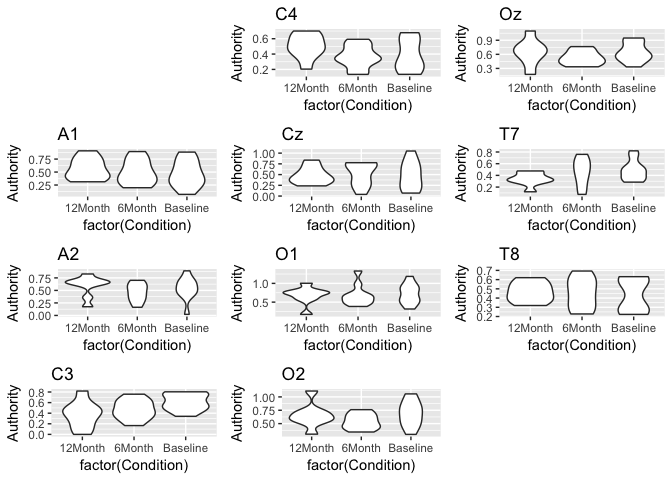 C4
Authority
0.6
0.4
0.2
12Month 6Month Baseline
factor(Condition)
Oz
Authority
0.9
0.6
0.3
12Month 6Month Baseline
factor(Condition)
A1
Authority
0.75
0.50
0.25
12Month 6Month Baseline
factor(Condition)
Cz
Authority
1.00
0.75
0.50
0.25
0.00
12Month 6Month Baseline
factor(Condition)
T7
Authority
0.8
0.6
0.4
0.2
12Month 6Month Baseline
factor(Condition)
A2
Authority
0.75
0.50
0.25
0.00
12Month 6Month Baseline
factor(Condition)
O1
Authority
1.0
0.5
12Month 6Month Baseline
factor(Condition)
T8
Authority
0.7
0.6
0.5
0.4
0.3
0.2
12Month 6Month Baseline
factor(Condition)
C3
Authority
0.8
0.6
0.4
0.2
0.0
12Month 6Month Baseline
factor(Condition)
O2
Authority
1.00
0.75
0.50
12Month 6Month Baseline
factor(Condition)